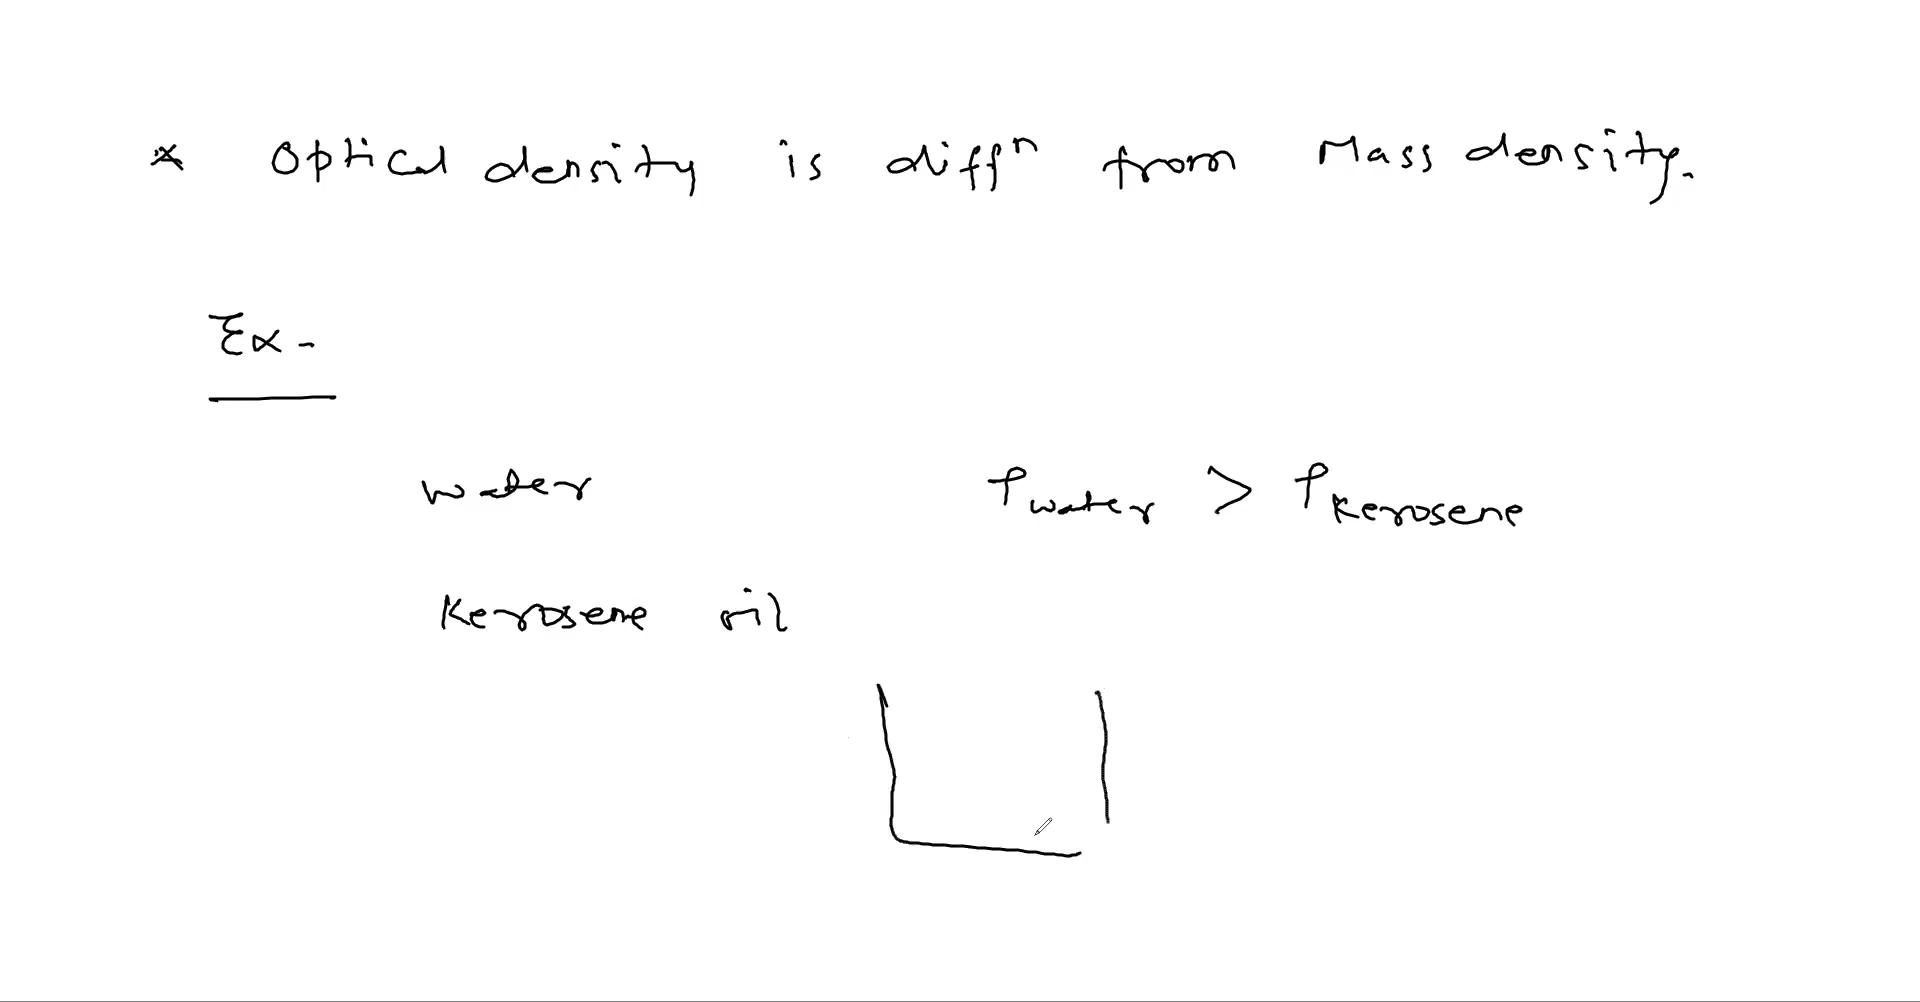 * Optical density is diffⁿ from Mass density.
Ex -
water ρwater > ρkerosene
Kerosene oil